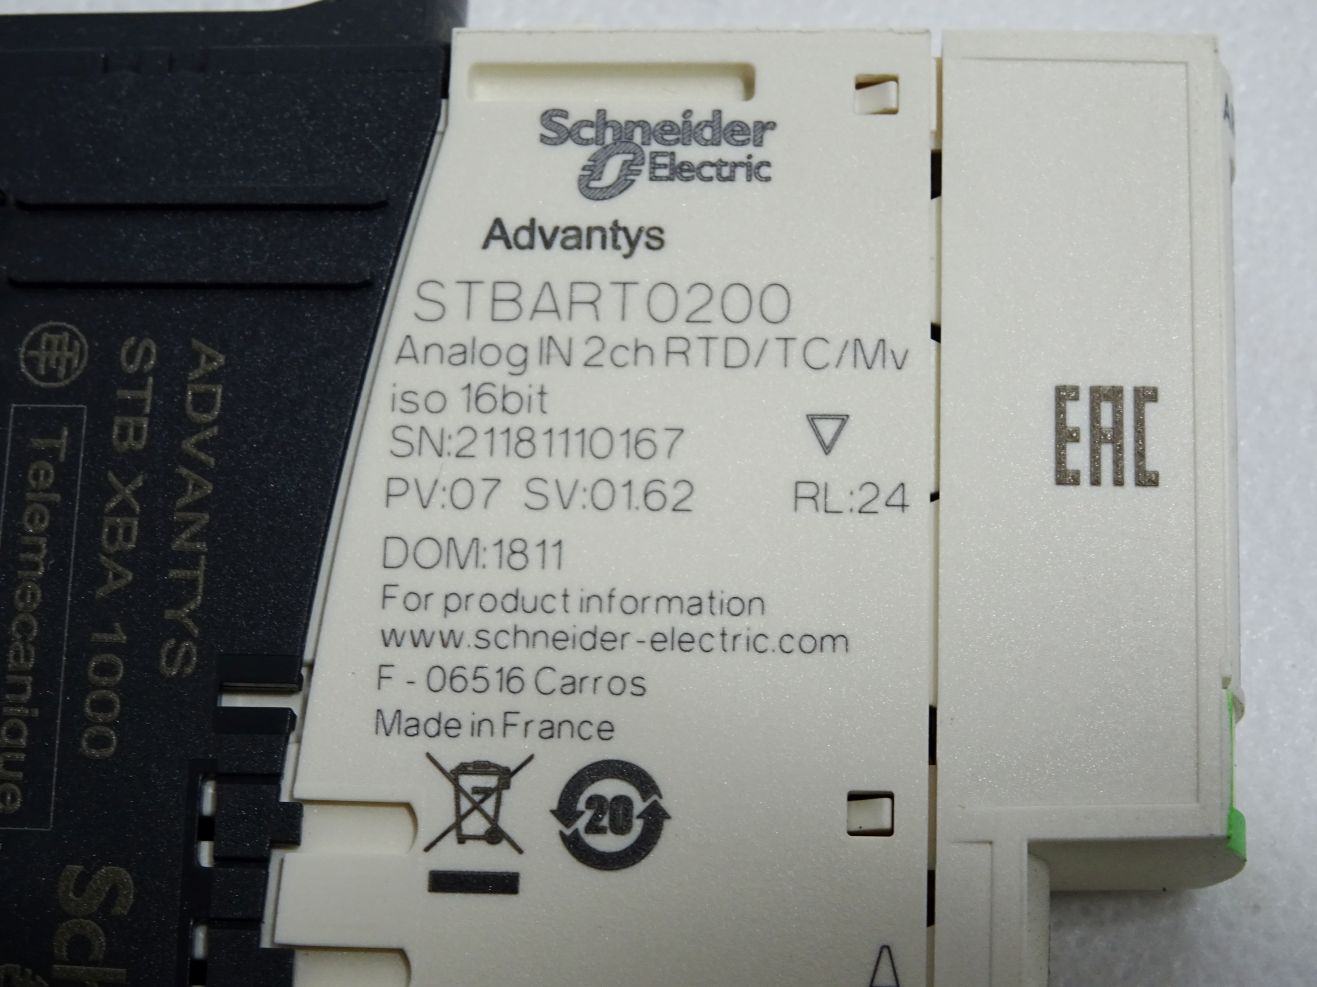 Schneider
Electric
Advantys
STBART0200
Analog IN 2ch RTD/TC/Mv
iso 16bit
SN:21181110167
PV:07 SV:01.62 RL:24
DOM:1811
For product information
www.schneider-electric.com
F - 06516 Carros
Made in France
20
EAC
ADVANTYS
STB XBA 1000
Telemecanique